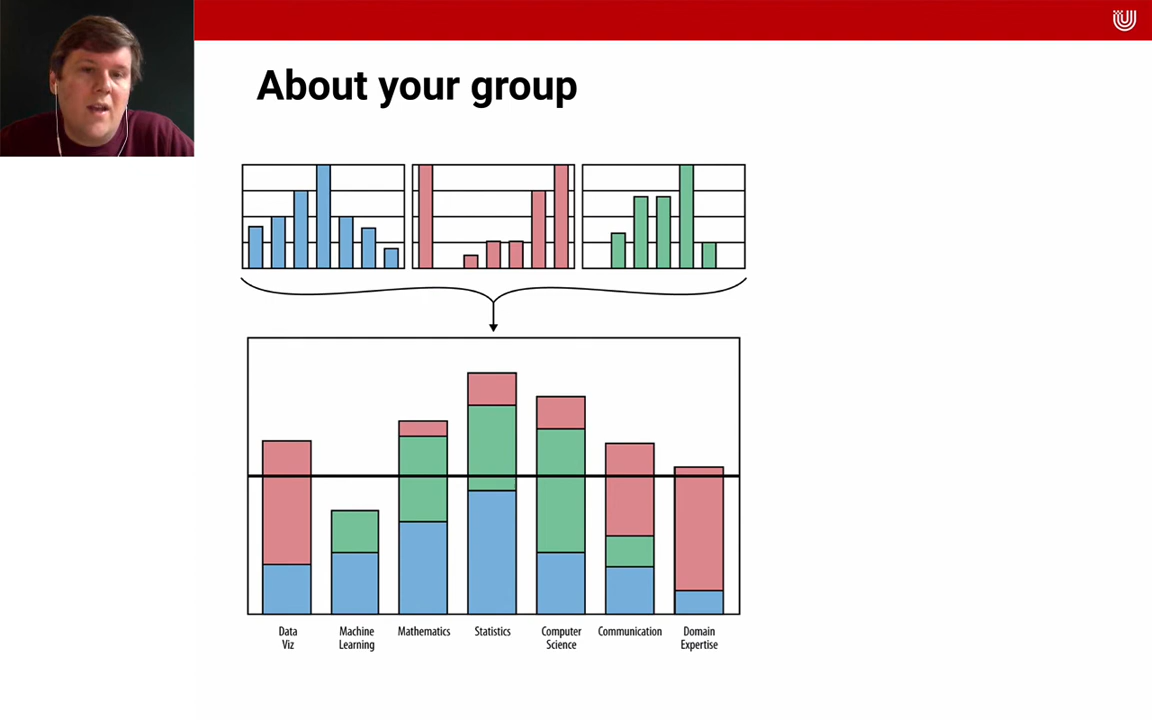 About your group
Data
Viz
Machine
Learning
Mathematics
Statistics
Computer
Science
Communication
Domain
Expertise